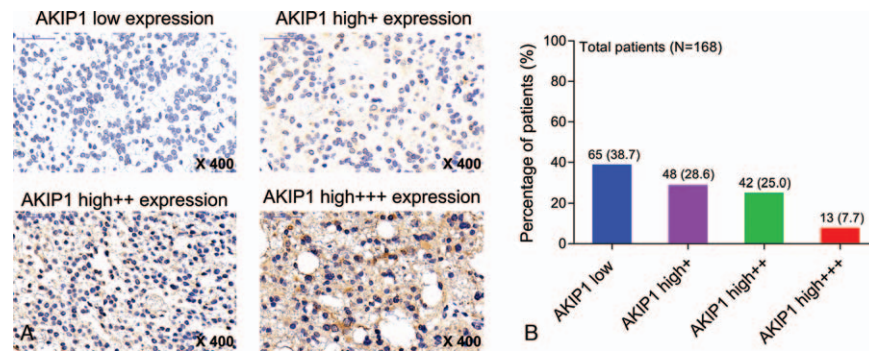 AKIP1 low expression
AKIP1 high+ expression
X 400
X 400
AKIP1 high++ expression
AKIP1 high+++ expression
A
X 400
X 400
Total patients (N=168)
Percentage of patients (%)
100
80
60
40
20
0
65 (38.7)
48 (28.6)
42 (25.0)
13 (7.7)
AKIP1 low
AKIP1 high+
AKIP1 high++
AKIP1 high+++
B